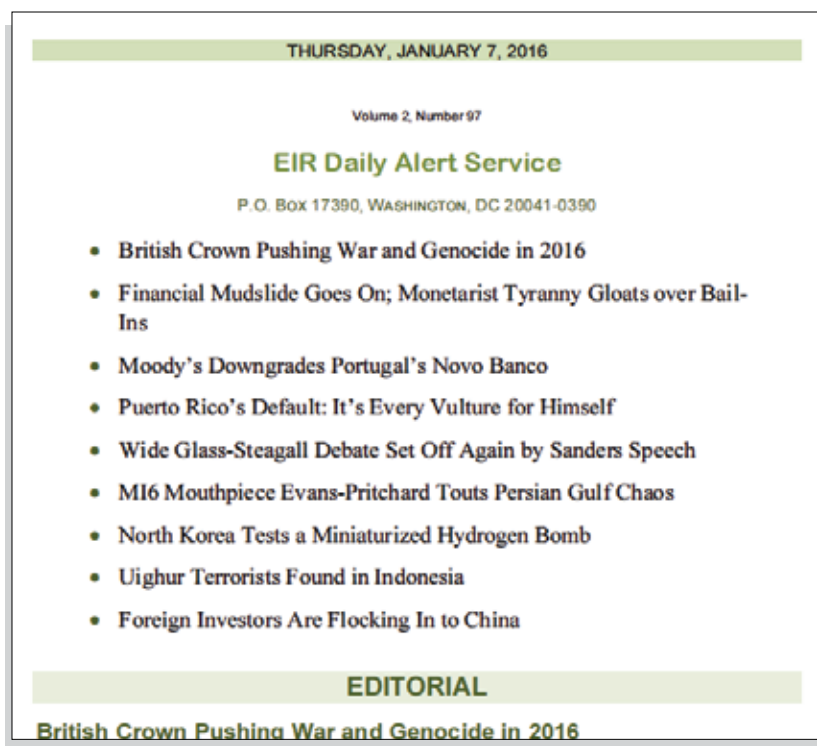 THURSDAY, JANUARY 7, 2016
Volume 2, Number 97
EIR Daily Alert Service
P.O. BOX 17390, WASHINGTON, DC 20041-0390
• British Crown Pushing War and Genocide in 2016
• Financial Mudslide Goes On; Monetarist Tyranny Gloats over Bail-
Ins
• Moody's Downgrades Portugal's Novo Banco
• Puerto Rico's Default: It's Every Vulture for Himself
• Wide Glass-Steagall Debate Set Off Again by Sanders Speech
• MI6 Mouthpiece Evans-Pritchard Touts Persian Gulf Chaos
• North Korea Tests a Miniaturized Hydrogen Bomb
• Uighur Terrorists Found in Indonesia
• Foreign Investors Are Flocking In to China
EDITORIAL
British Crown Pushing War and Genocide in 2016